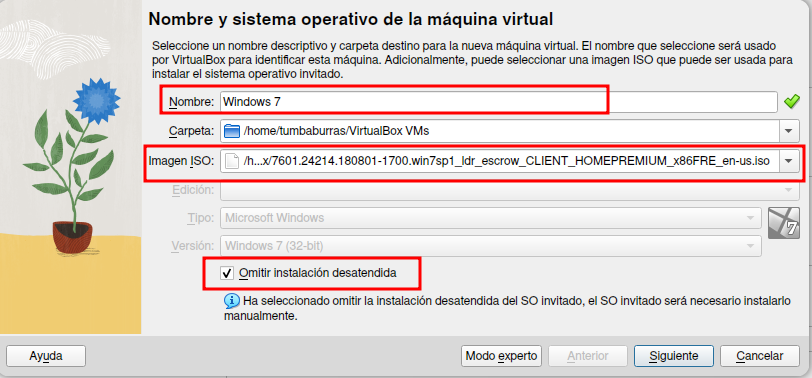 Nombre y sistema operativo de la máquina virtual
Seleccione un nombre descriptivo y carpeta destino para la nueva máquina virtual. El nombre que seleccione será usado
por VirtualBox para identificar esta máquina. Adicionalmente, puede seleccionar una imagen ISO que puede ser usada para
instalar el sistema operativo invitado.
Nombre: Windows 7
Carpeta: /home/tumbaburras/VirtualBox VMs
Imagen ISO: /h...x/7601.24214.180801-1700.win7sp1_ldr_escrow_CLIENT_HOMEPREMIUM_x86FRE_en-us.iso
Edición:
Tipo: Microsoft Windows
7
Versión: Windows 7 (32-bit)
Omitir instalación desatendida
Ha seleccionado omitir la instalación desatendida del SO invitado, el SO invitado será necesario instalarlo
manualmente.
Ayuda Modo experto Anterior Siguiente Cancelar